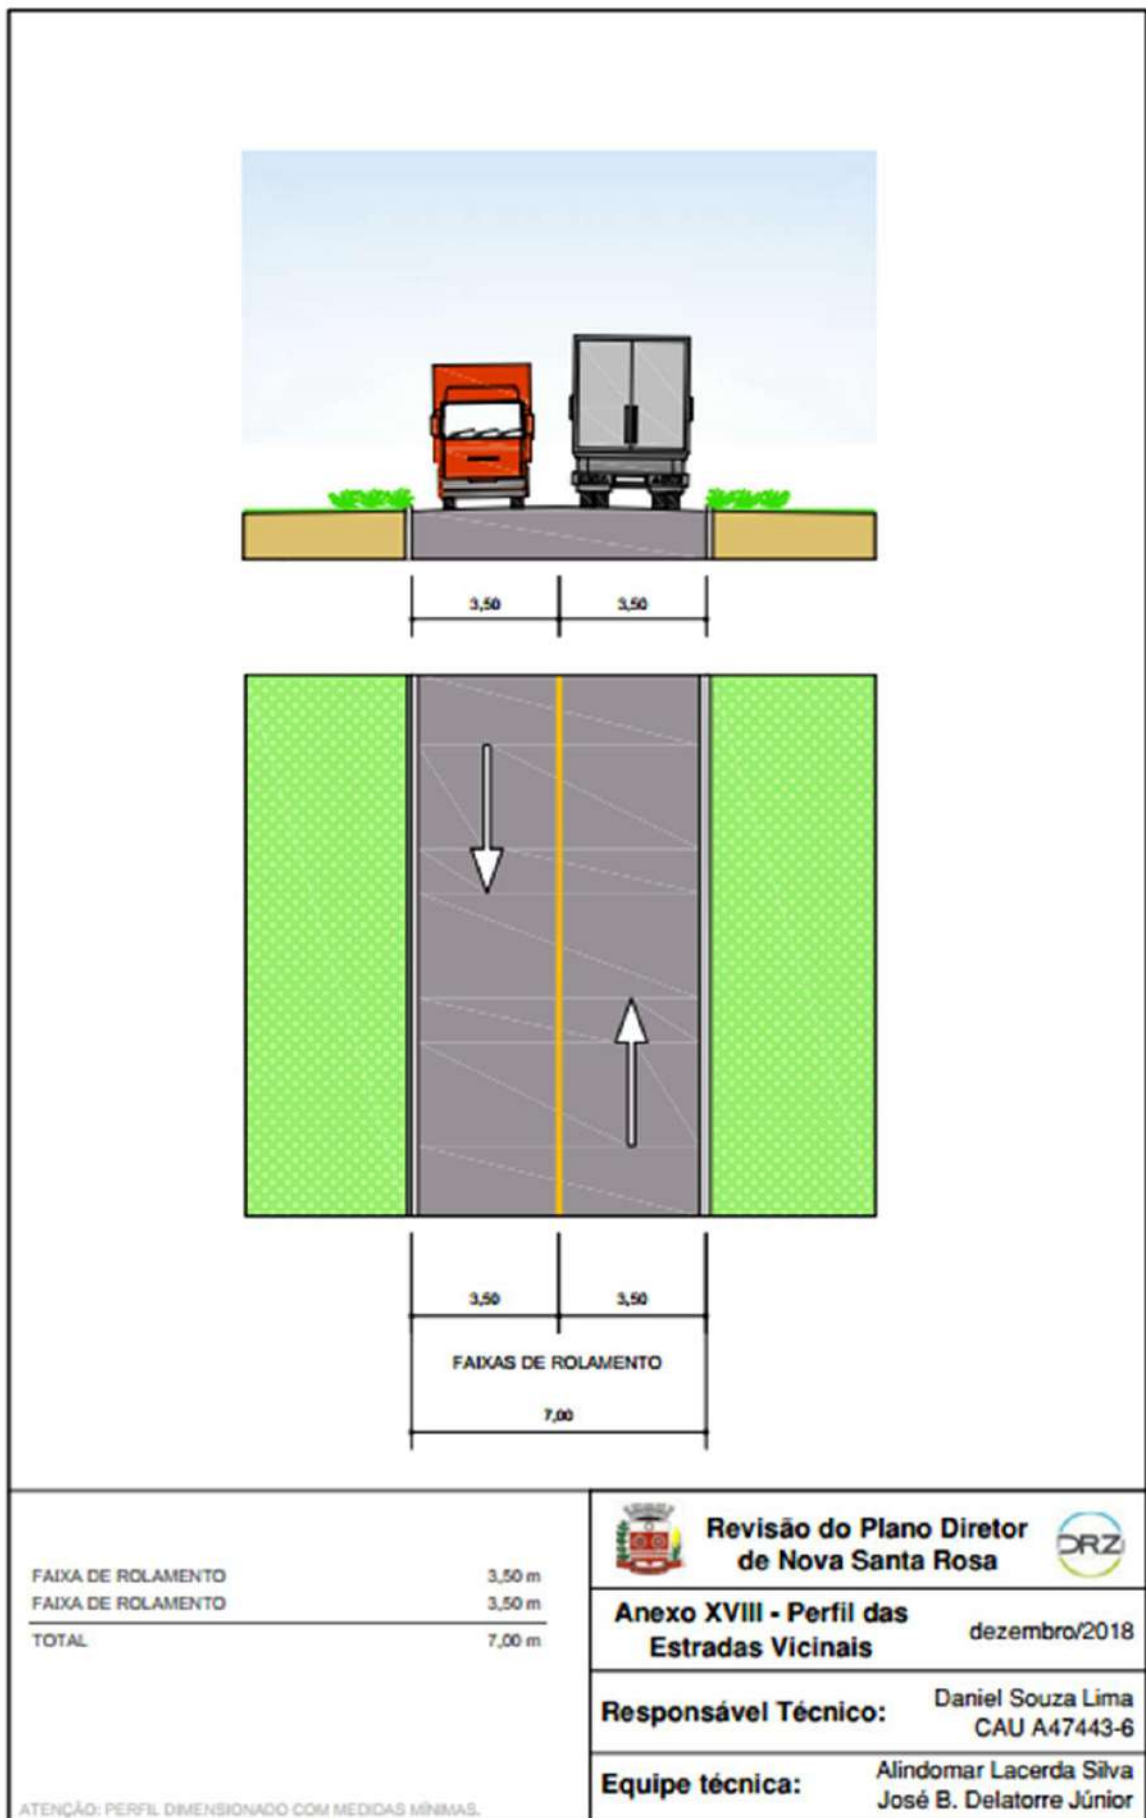 3,50 3,50
3,50 3,50
FAIXAS DE ROLAMENTO
7,00
FAIXA DE ROLAMENTO 3,50 m
FAIXA DE ROLAMENTO 3,50 m
TOTAL 7,00 m
ATENÇÃO: PERFIL DIMENSIONADO COM MEDIDAS MÍNIMAS.
Revisão do Plano Diretor
de Nova Santa Rosa
DRZ
Anexo XVIII - Perfil das
Estradas Vicinais
dezembro/2018
Responsável Técnico:
Daniel Souza Lima
CAU A47443-6
Equipe técnica:
Alindomar Lacerda Silva
José B. Delatorre Júnior